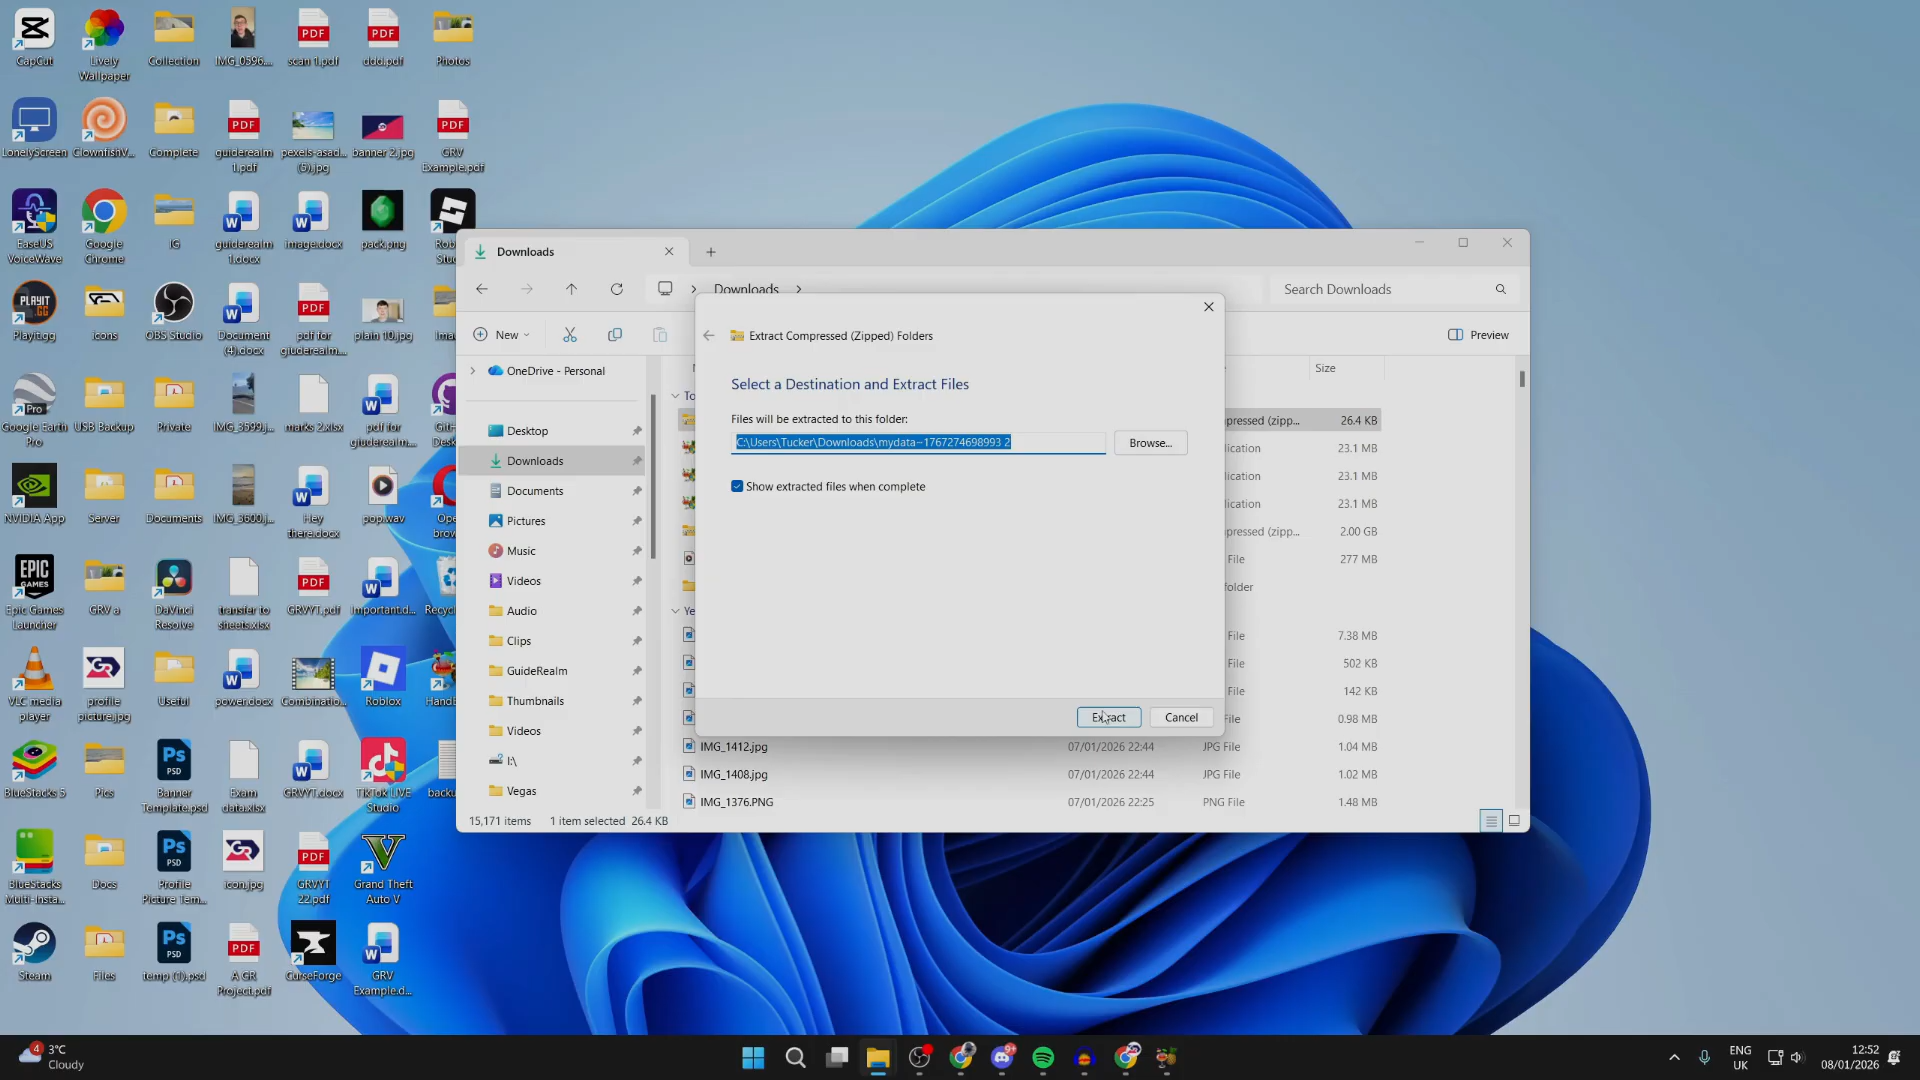 CapCut
Lively
Wallpaper
Collection
IMG_0596....
scan 1.pdf
ddd.pdf
Photos
LonelyScreen
ClownfishV...
Complete
guiderealm
1.pdf
pexels-asad...
(5).jpg
banner 2.jpg
GRV
Example.pdf
EaseUS
VoiceWave
Google
Chrome
IG
guiderealm
1.docx
image.docx
pack.png
Playit.gg
icons
OBS Studio
Document
(4).docx
pdf for
giuderealm....
plain 10.jpg
Google Earth
Pro
USB Backup
Private
IMG_3599.j...
marks 2.xlsx
pdf for
guiderealm....
NVIDIA App
Server
Documents
IMG_3600.j...
Hey
there.docx
pop.wav
Epic Games
Launcher
GRV a
DaVinci
Resolve
transfer to
sheets.xlsx
GRVYT.pdf
Important.d...
VLC media
player
profile
picture.jpg
Useful
power.docx
Combinatio...
Roblox
BlueStacks 5
Pics
Banner
Template.psd
Exam
data.xlsx
GRVYT.docx
TikTok LIVE
Studio
BlueStacks
Multi-Insta...
Docs
Profile
Picture Tem...
icon.jpg
GRVYT
22.pdf
Grand Theft
Auto V
Steam
Files
temp (1).psd
A GR
Project.pdf
CurseForge
GRV
Example.d...
Downloads
Downloads
Search Downloads
New
Preview
OneDrive - Personal
Desktop
Downloads
Documents
Pictures
Music
Videos
Audio
Clips
GuideRealm
Thumbnails
Videos
I:\
Vegas
Size
26.4 KB
23.1 MB
23.1 MB
23.1 MB
2.00 GB
File 277 MB
folder
File 7.38 MB
File 502 KB
File 142 KB
File 0.98 MB
IMG_1412.jpg 07/01/2026 22:44 JPG File 1.04 MB
IMG_1408.jpg 07/01/2026 22:44 JPG File 1.02 MB
IMG_1376.PNG 07/01/2026 22:25 PNG File 1.48 MB
15,171 items 1 item selected 26.4 KB
Extract Compressed (Zipped) Folders
Select a Destination and Extract Files
Files will be extracted to this folder:
C:\Users\Tucker\Downloads\mydata~1767274698993 2
Browse...
Show extracted files when complete
Extract
Cancel
4
3°C
Cloudy
ENG
UK
12:52
08/01/2026